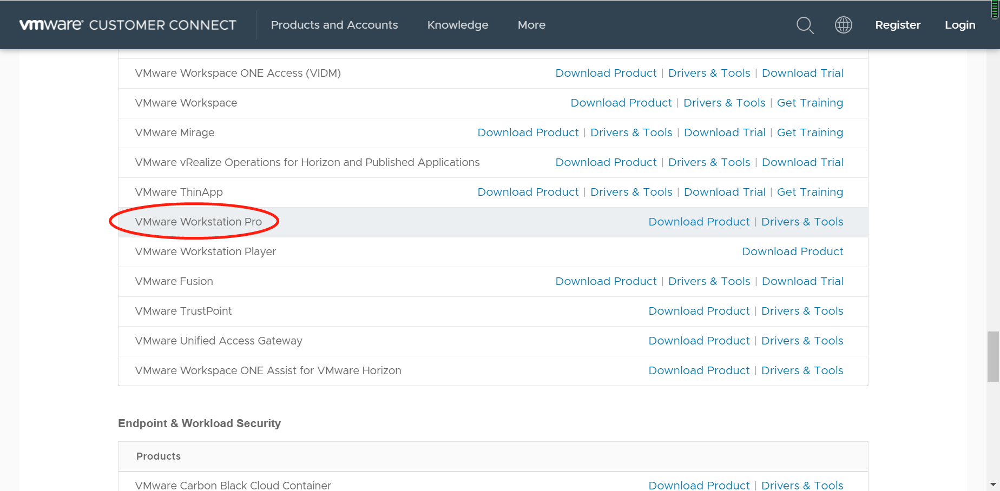 vmware® CUSTOMER CONNECT Products and Accounts Knowledge More Register Login
VMware Workspace ONE Access (VIDM) Download Product | Drivers & Tools | Download Trial
VMware Workspace Download Product | Drivers & Tools | Get Training
VMware Mirage Download Product | Drivers & Tools | Download Trial | Get Training
VMware vRealize Operations for Horizon and Published Applications Download Product | Drivers & Tools | Download Trial
VMware ThinApp Download Product | Drivers & Tools | Download Trial | Get Training
VMware Workstation Pro Download Product | Drivers & Tools
VMware Workstation Player Download Product
VMware Fusion Download Product | Drivers & Tools | Download Trial
VMware TrustPoint Download Product | Drivers & Tools
VMware Unified Access Gateway Download Product | Drivers & Tools
VMware Workspace ONE Assist for VMware Horizon Download Product | Drivers & Tools
Endpoint & Workload Security
Products
VMware Carbon Black Cloud Container Download Product | Drivers & Tools